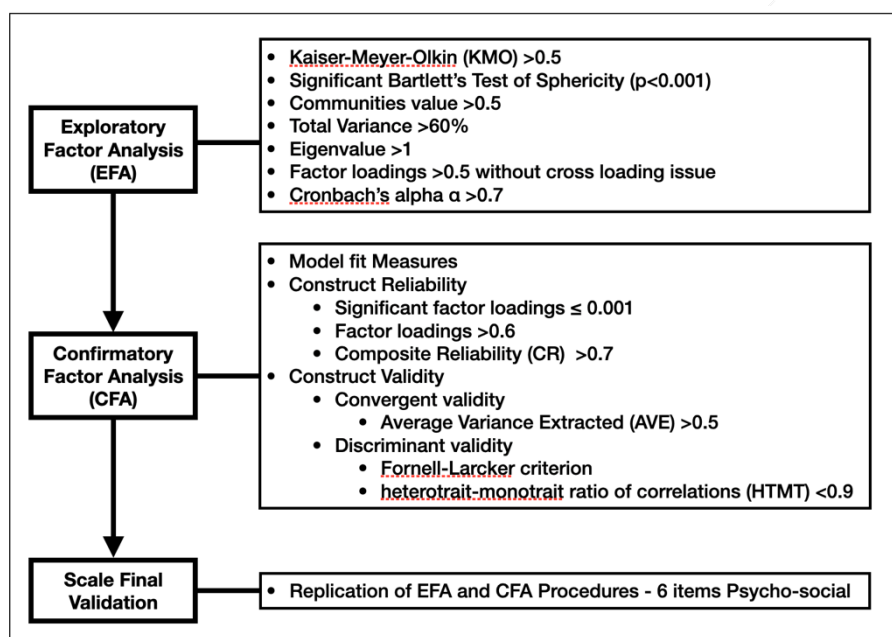 • Kaiser-Meyer-Olkin (KMO) >0.5
• Significant Bartlett's Test of Sphericity (p<0.001)
• Communities value >0.5
• Total Variance >60%
• Eigenvalue >1
• Factor loadings >0.5 without cross loading issue
• Cronbach's alpha α >0.7
Exploratory
Factor Analysis
(EFA)
• Model fit Measures
• Construct Reliability
• Significant factor loadings ≤ 0.001
• Factor loadings >0.6
• Composite Reliability (CR) >0.7
• Construct Validity
• Convergent validity
• Average Variance Extracted (AVE) >0.5
• Discriminant validity
• Fornell-Larcker criterion
• heterotrait-monotrait ratio of correlations (HTMT) <0.9
Confirmatory
Factor Analysis
(CFA)
Scale Final
Validation
• Replication of EFA and CFA Procedures - 6 items Psycho-social